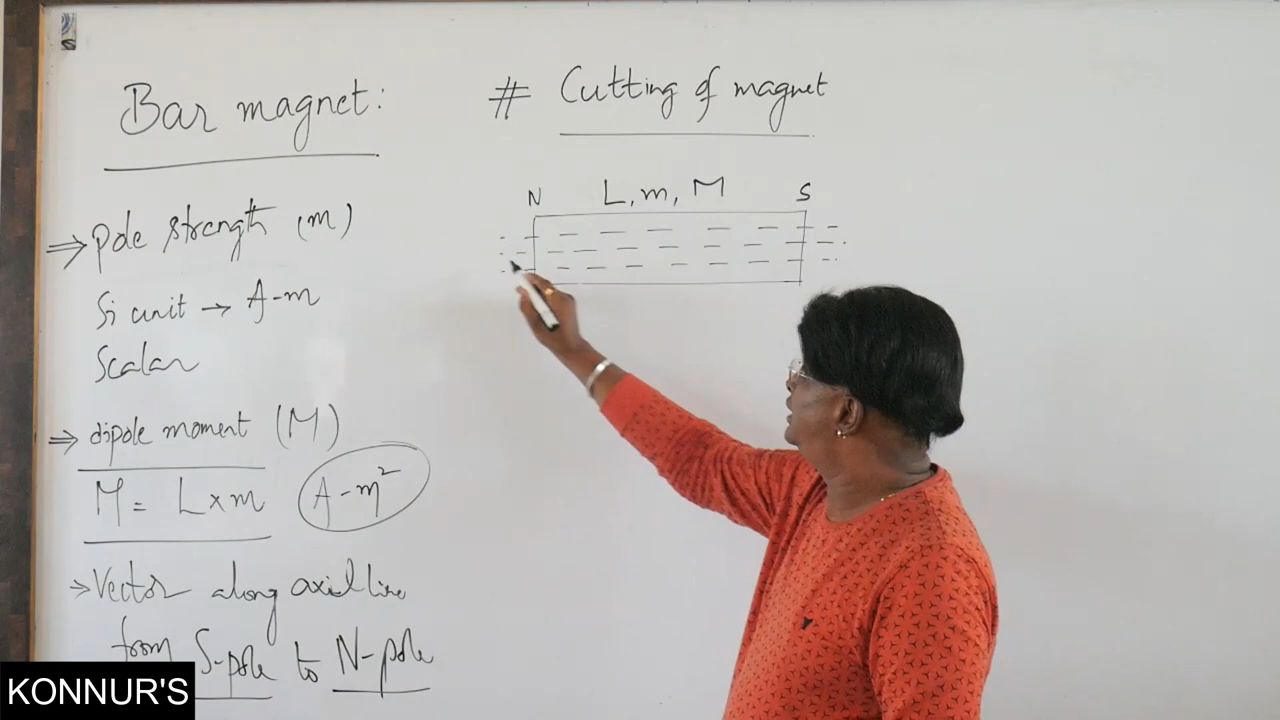 Bar magnet:
⇒ Pole strength (m)
Si unit → A-m
Scalar
⇒ dipole moment (M)
M = L×m
A-m²
→ Vector along axial line
from S-pole to N-pole
# Cutting of magnet
N L, m, M S
KONNUR'S